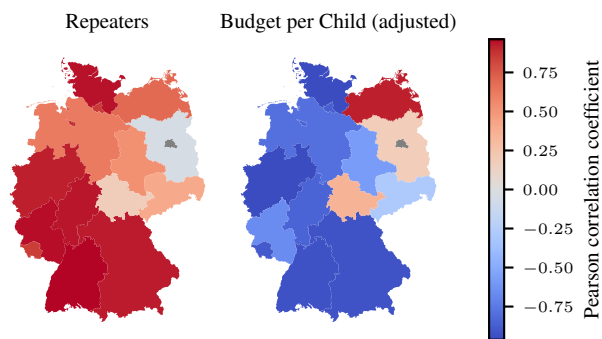 Repeaters
Budget per Child (adjusted)
0.75
0.50
0.25
0.00
−0.25
−0.50
−0.75
Pearson correlation coefficient